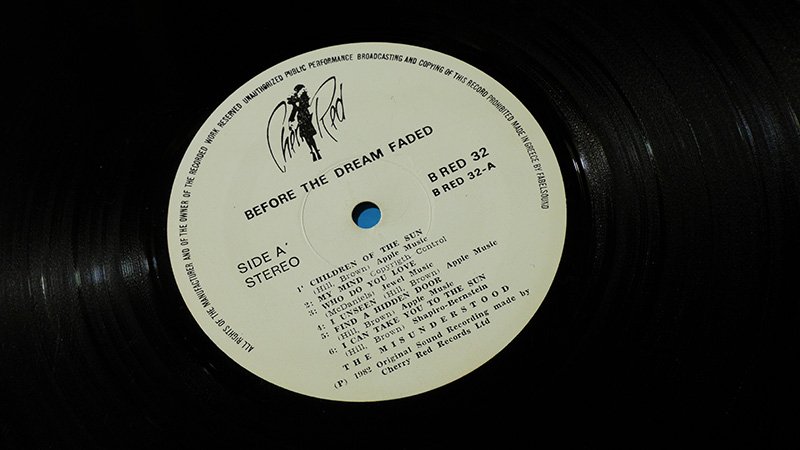 ALL RIGHTS OF THE MANUFACTURER AND OF THE OWNER OF THE RECORDED WORK RESERVED UNAUTHORIZED PUBLIC PERFORMANCE BROADCASTING AND COPYING OF THIS RECORD PROHIBITED MADE IN GREECE BY FABELSOUND
Cherry Red
BEFORE THE DREAM FADED
B RED 32
B RED 32-A
SIDE A'
STEREO
1' CHILDREN OF THE SUN
(Hill, Brown) Apple Music
2: MY MIND Copyrigth Control
3: WHO DO YOU LOVE
(McDaniels) Jewel Music
4: I, UNSEEN (Hill, Brown) Apple Music
5: FIND A HIDDEN DOOR
(Hill, Brown) Apple Music
6: I CAN TAKE YOU TO THE SUN
(Hill, Brown) Shapiro-Bernstein
THE MISUNDERSTOOD
(P) 1982 Original Sound Recording made by
Cherry Red Records Ltd